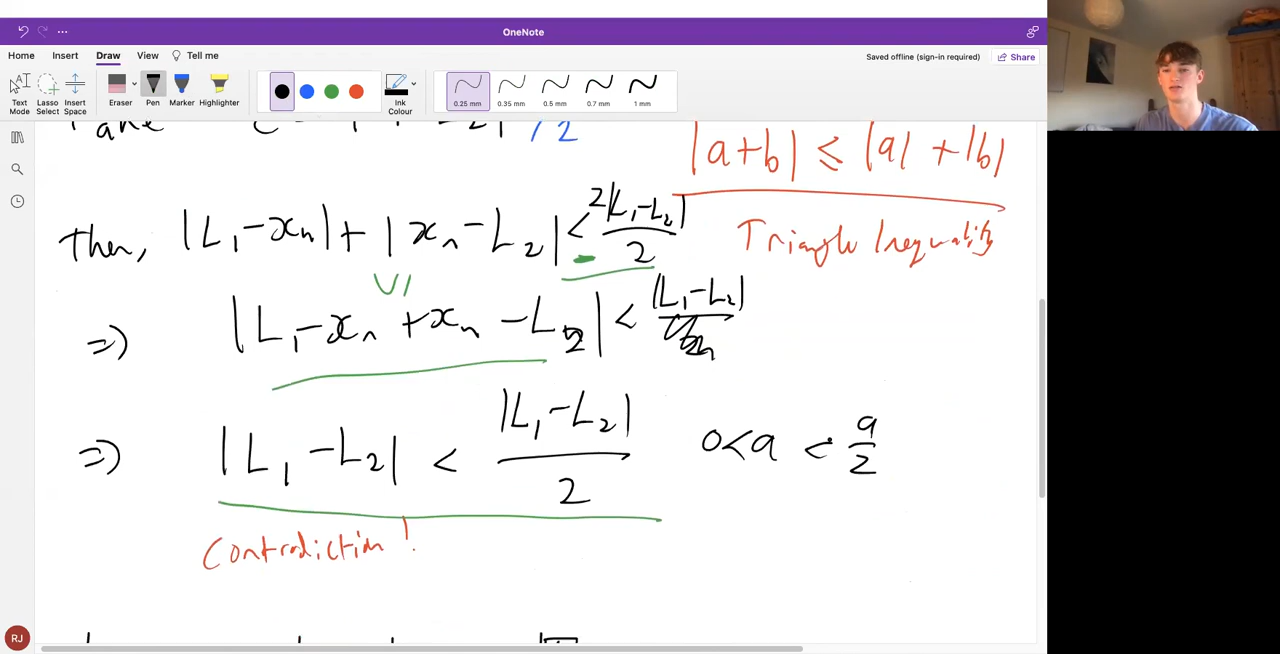 OneNote
Home Insert Draw View Tell me
Saved offline (sign-in required) Share
Text Mode Lasso Select Insert Space Eraser Pen Marker Highlighter Ink Colour 0.25 mm 0.35 mm 0.5 mm 0.7 mm 1 mm
/2
|a+b| ≤ |a| + |b|
Triangle Inequality
then, |L₁-xₙ| + |xₙ-L₂| < 2|L₁-L₂|/2
VI
=) |L₁-xₙ+xₙ-L₂| < |L₁-L₂|
=) |L₁-L₂| < |L₁-L₂|/2 0<a<a/2
Contradiction!
RJ